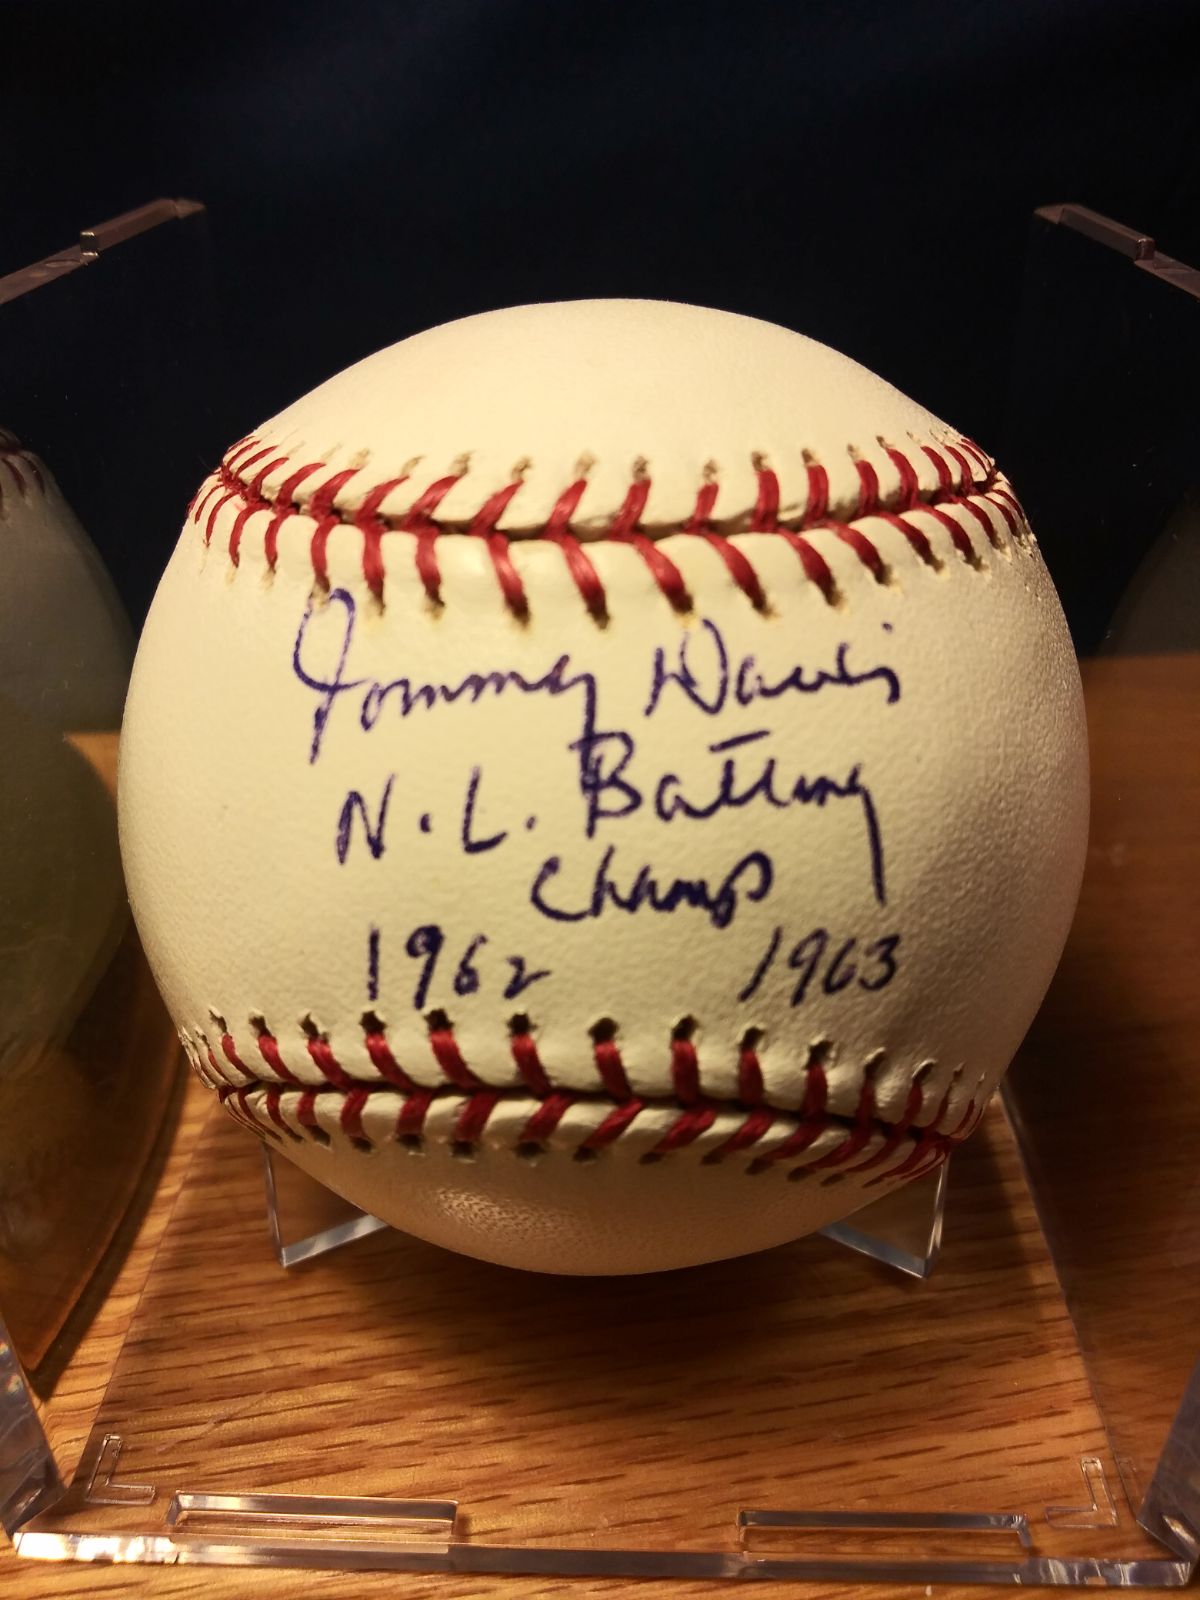 Tommy Davis
N.L. Batting
Champ
1962 1963